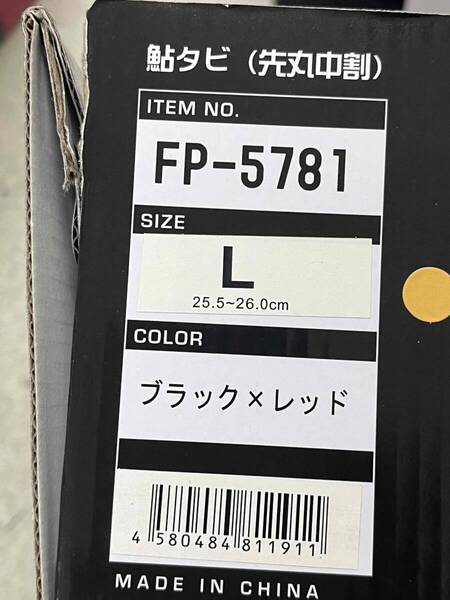 鮎タビ（先丸中割）
ITEM NO.
FP-5781
SIZE
L
25.5~26.0cm
COLOR
ブラック×レッド
4 580484 811911
MADE IN CHINA